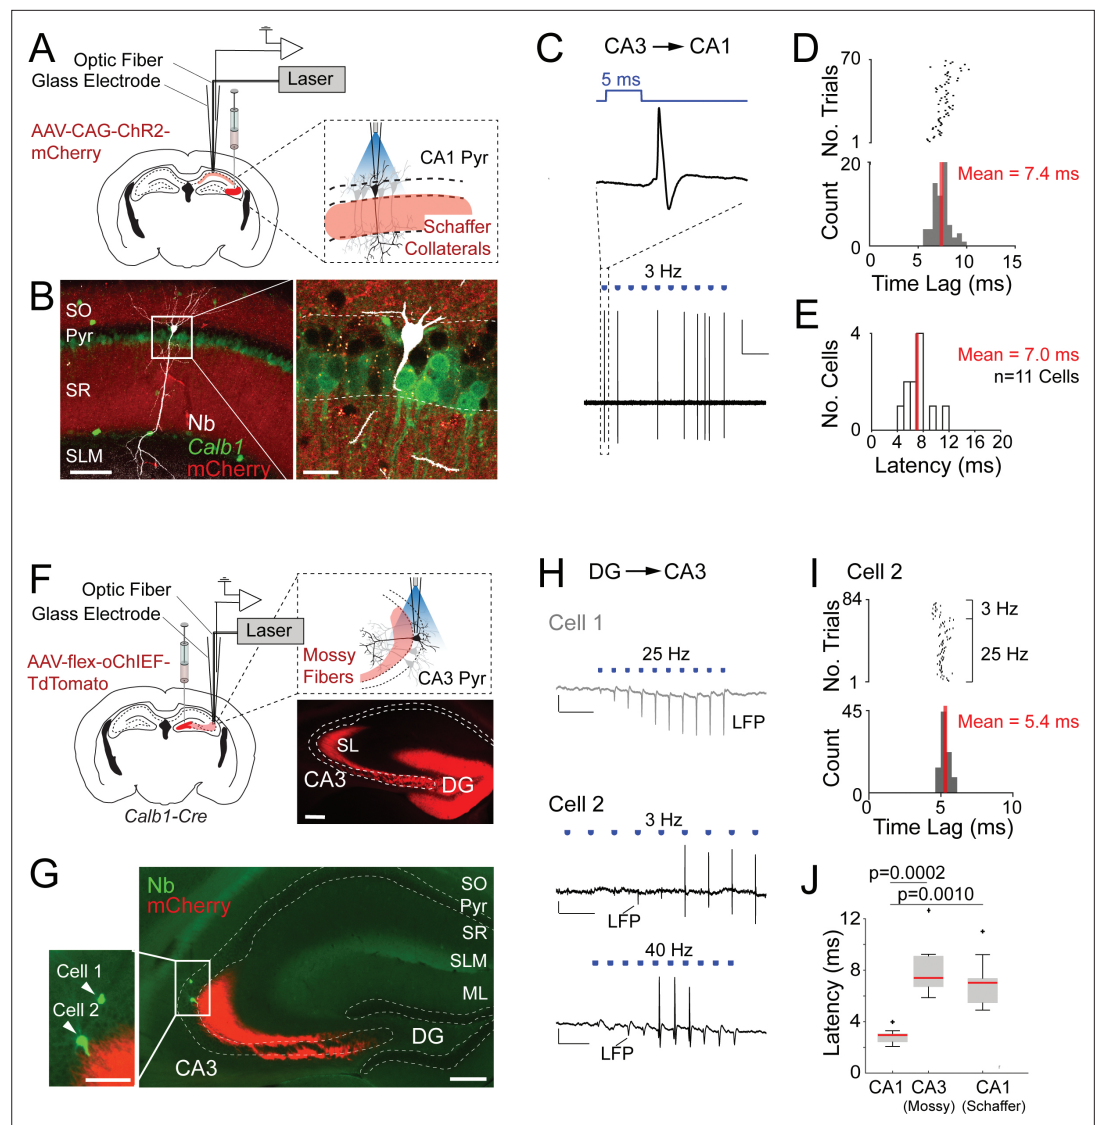 A
Optic Fiber
Glass Electrode
Laser
AAV-CAG-ChR2-
mCherry
CA1 Pyr
Schaffer
Collaterals
B
SO
Pyr
SR
SLM
Nb
Calb1
mCherry
C
CA3 → CA1
5 ms
3 Hz
D
No. Trials
70
1
Count
20
0
Mean = 7.4 ms
0 5 10 15
Time Lag (ms)
E
No. Cells
4
0
Mean = 7.0 ms
n=11 Cells
0 4 8 12 16 20
Latency (ms)
F
Optic Fiber
Glass Electrode
Laser
AAV-flex-oChIEF-
TdTomato
Calb1-Cre
Mossy
Fibers
CA3 Pyr
SL
CA3
DG
G
Nb
mCherry
Cell 1
Cell 2
SO
Pyr
SR
SLM
ML
DG
CA3
H
DG → CA3
Cell 1
25 Hz
LFP
Cell 2
3 Hz
LFP
40 Hz
LFP
I
Cell 2
No. Trials
84
1
3 Hz
25 Hz
Count
45
0
Mean = 5.4 ms
0 5 10
Time Lag (ms)
J
p=0.0002
p=0.0010
Latency (ms)
12
8
4
0
CA1 CA3 CA1
(Mossy) (Schaffer)